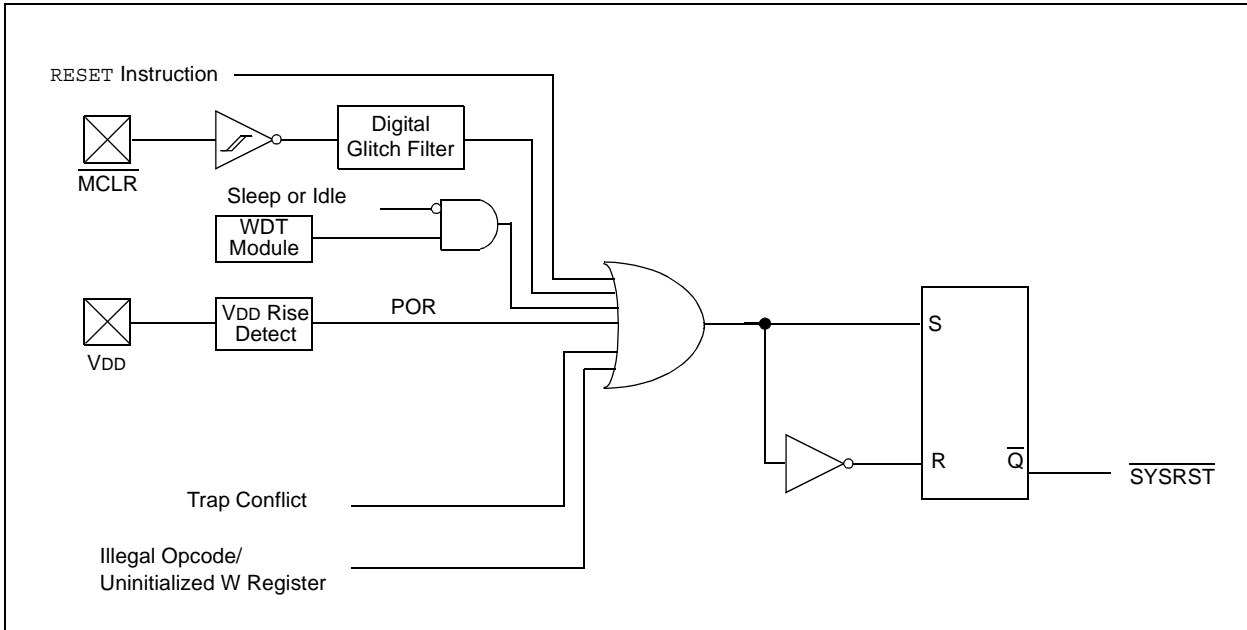 RESET Instruction
Digital
Glitch Filter
MCLR
Sleep or Idle
WDT
Module
VDD Rise
Detect
POR
VDD
S
R
Q
SYSRST
Trap Conflict
Illegal Opcode/
Uninitialized W Register